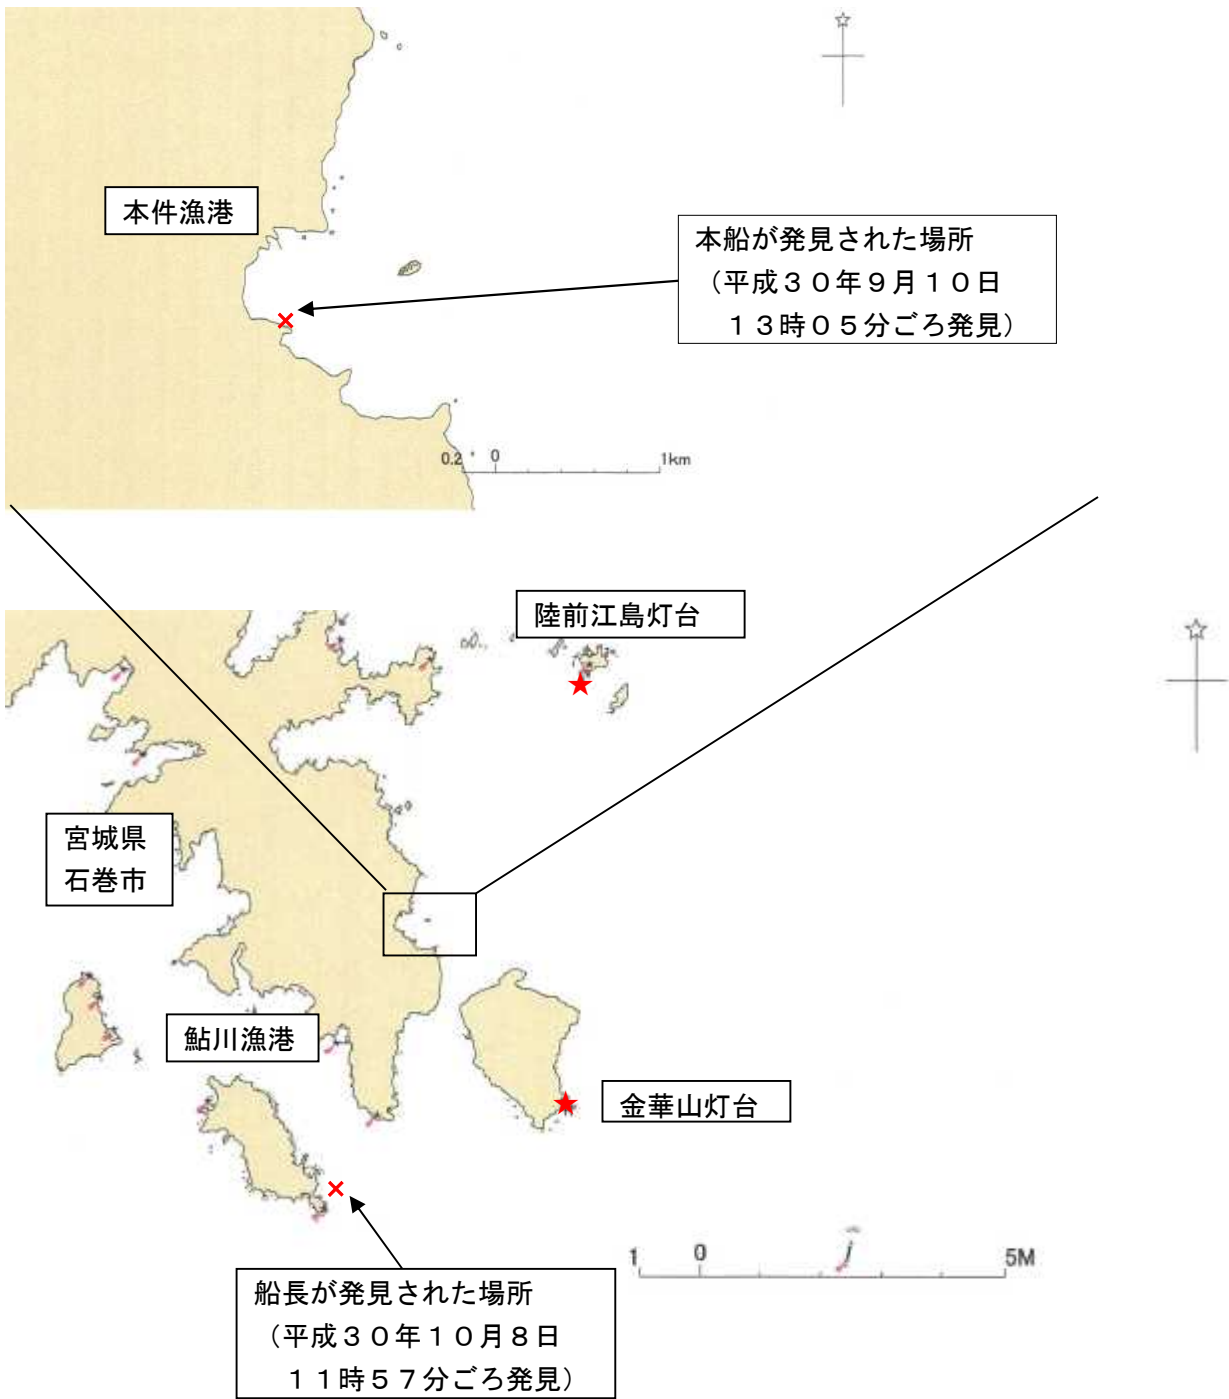 本件漁港
本船が発見された場所
（平成３０年９月１０日
１３時０５分ごろ発見）
0.2 0 1km
陸前江島灯台
宮城県
石巻市
鮎川漁港
金華山灯台
1 0 5M
船長が発見された場所
（平成３０年１０月８日
１１時５７分ごろ発見）